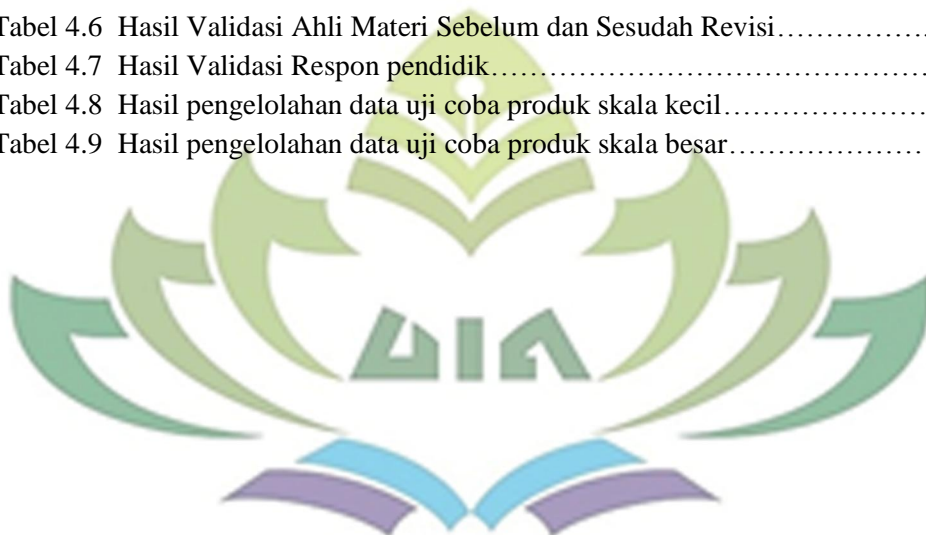 Tabel 4.6 Hasil Validasi Ahli Materi Sebelum dan Sesudah Revisi……………..
Tabel 4.7 Hasil Validasi Respon pendidik……………………………………
Tabel 4.8 Hasil pengelolahan data uji coba produk skala kecil…………………
Tabel 4.9 Hasil pengelolahan data uji coba produk skala besar…………………
UIN